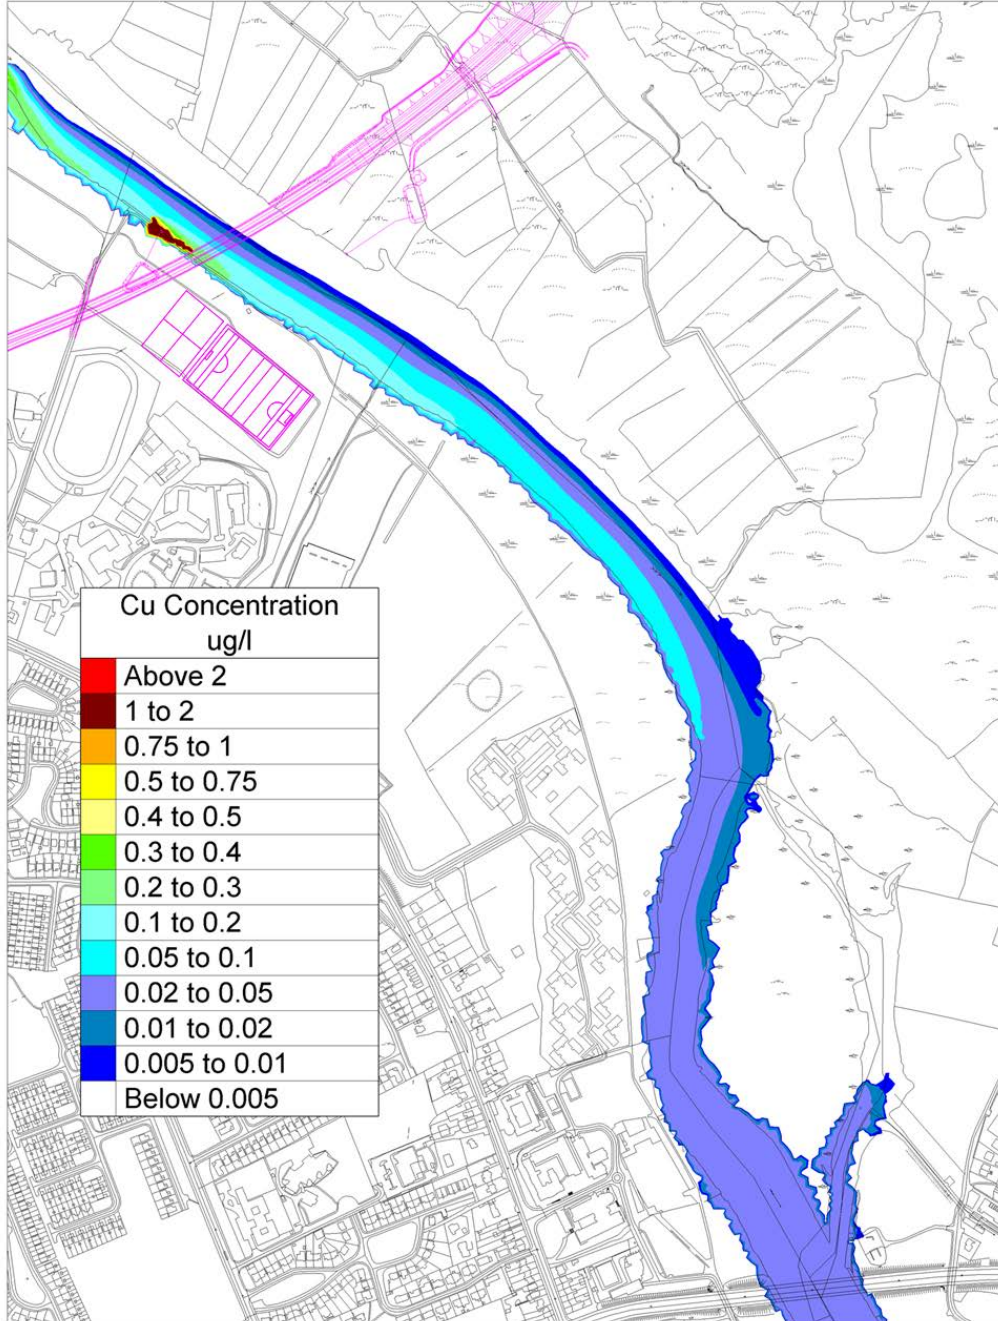 Cu Concentration
ug/l
Above 2
1 to 2
0.75 to 1
0.5 to 0.75
0.4 to 0.5
0.3 to 0.4
0.2 to 0.3
0.1 to 0.2
0.05 to 0.1
0.02 to 0.05
0.01 to 0.02
0.005 to 0.01
Below 0.005